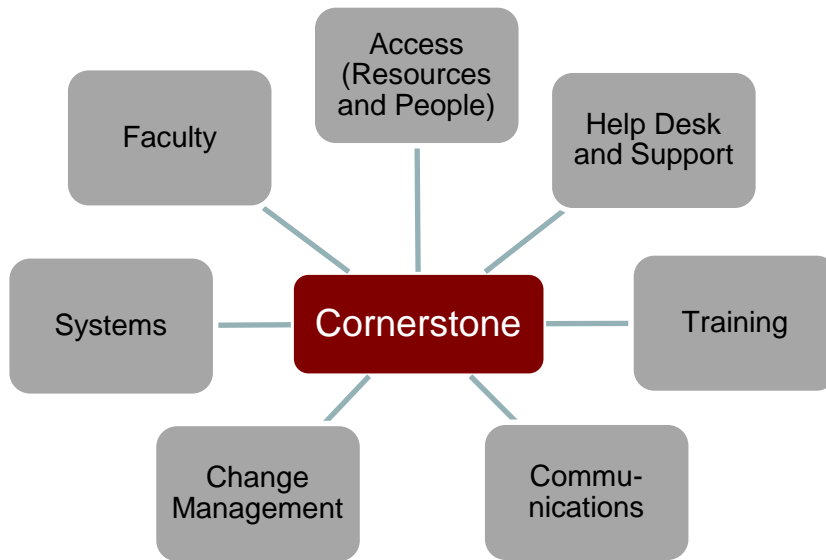 Access
(Resources
and People)
Faculty
Help Desk
and Support
Systems
Cornerstone
Training
Change
Management
Commu-
nications